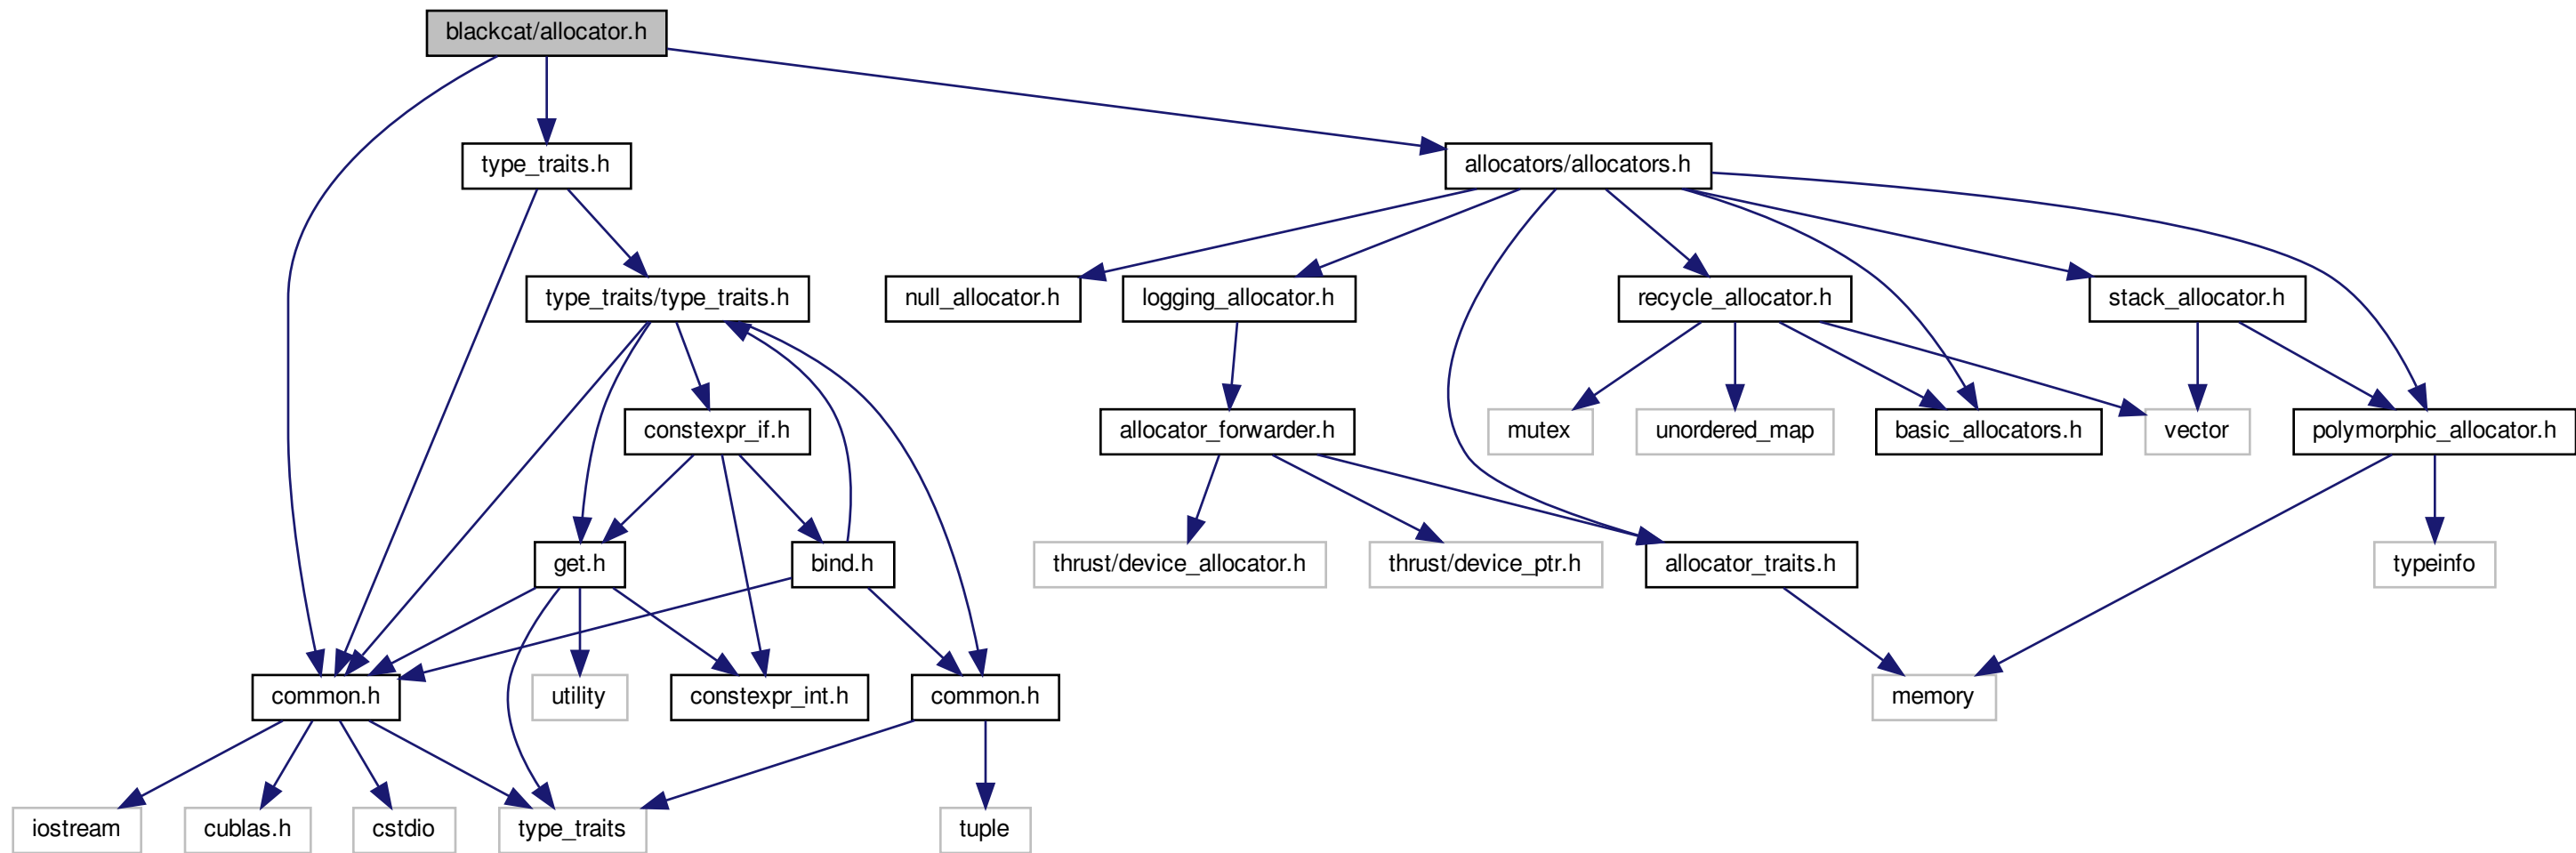 blackcat/allocator.h
type_traits.h
allocators/allocators.h
type_traits/type_traits.h
null_allocator.h
logging_allocator.h
recycle_allocator.h
stack_allocator.h
constexpr_if.h
allocator_forwarder.h
mutex
unordered_map
basic_allocators.h
vector
polymorphic_allocator.h
get.h
bind.h
thrust/device_allocator.h
thrust/device_ptr.h
allocator_traits.h
typeinfo
common.h
utility
constexpr_int.h
common.h
memory
iostream
cublas.h
cstdio
type_traits
tuple